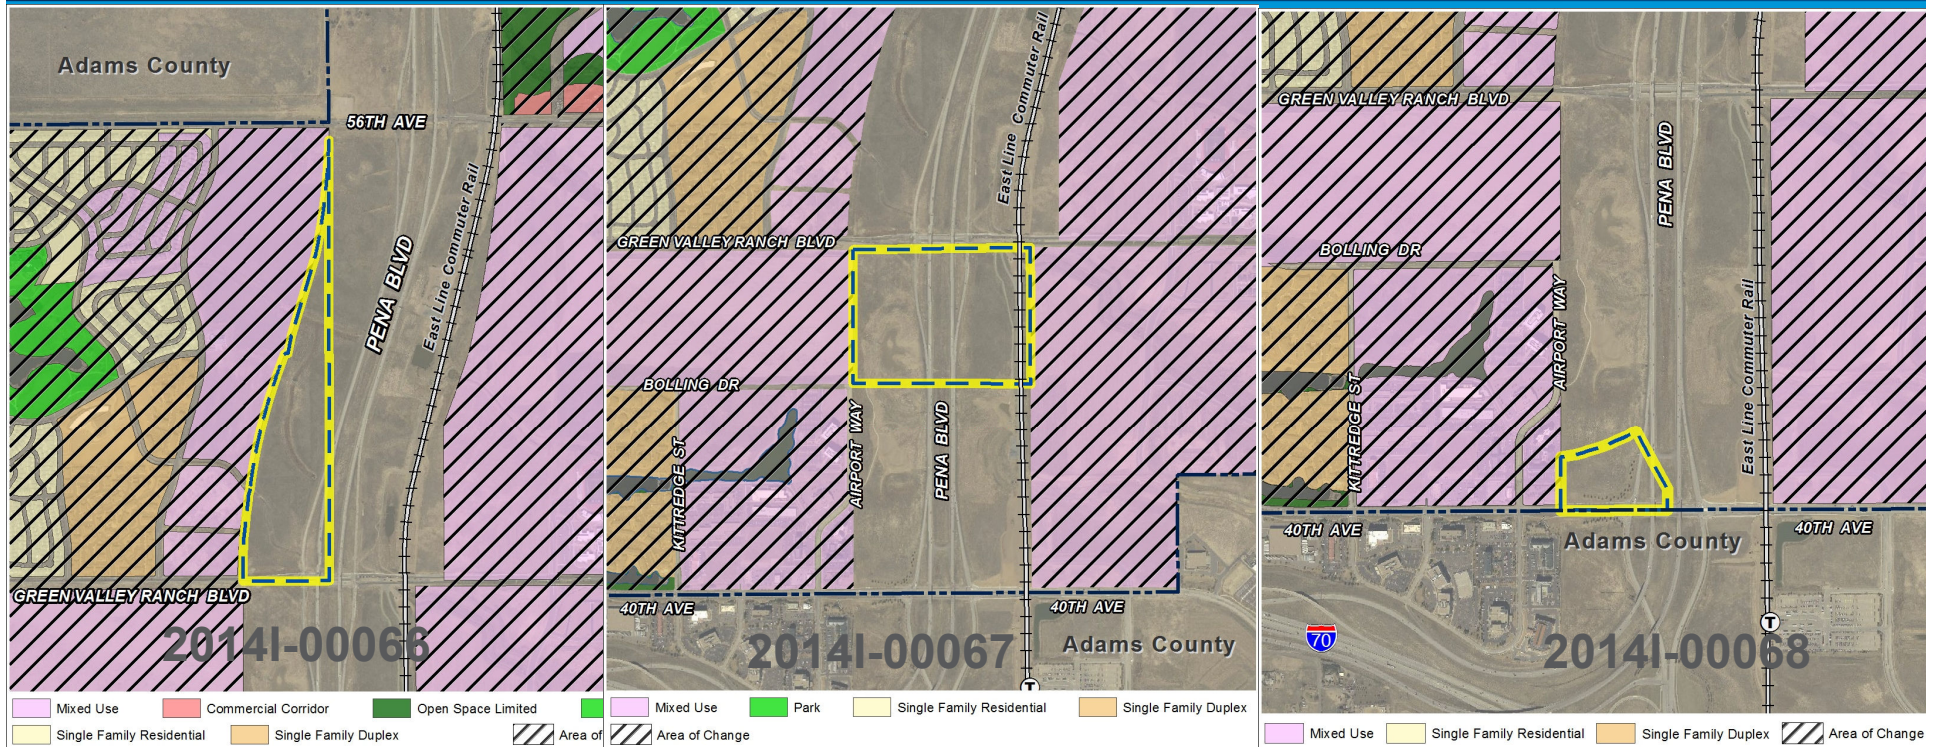 Adams County
56TH AVE
PENA BLVD
East Line Commuter Rail
GREEN VALLEY RANCH BLVD
2014I-00066
Mixed Use
Commercial Corridor
Open Space Limited
Single Family Residential
Single Family Duplex
Area of
East Line Commuter Rail
GREEN VALLEY RANCH BLVD
BOLLING DR
KITTREDGE ST
AIRPORT WAY
PENA BLVD
40TH AVE
40TH AVE
2014I-00067
Adams County
T
Mixed Use
Park
Single Family Residential
Single Family Duplex
Area of Change
GREEN VALLEY RANCH BLVD
PENA BLVD
BOLLING DR
AIRPORT WAY
KITTREDGE ST
East Line Commuter Rail
40TH AVE
40TH AVE
Adams County
T
70
2014I-00068
Mixed Use
Single Family Residential
Single Family Duplex
Area of Change